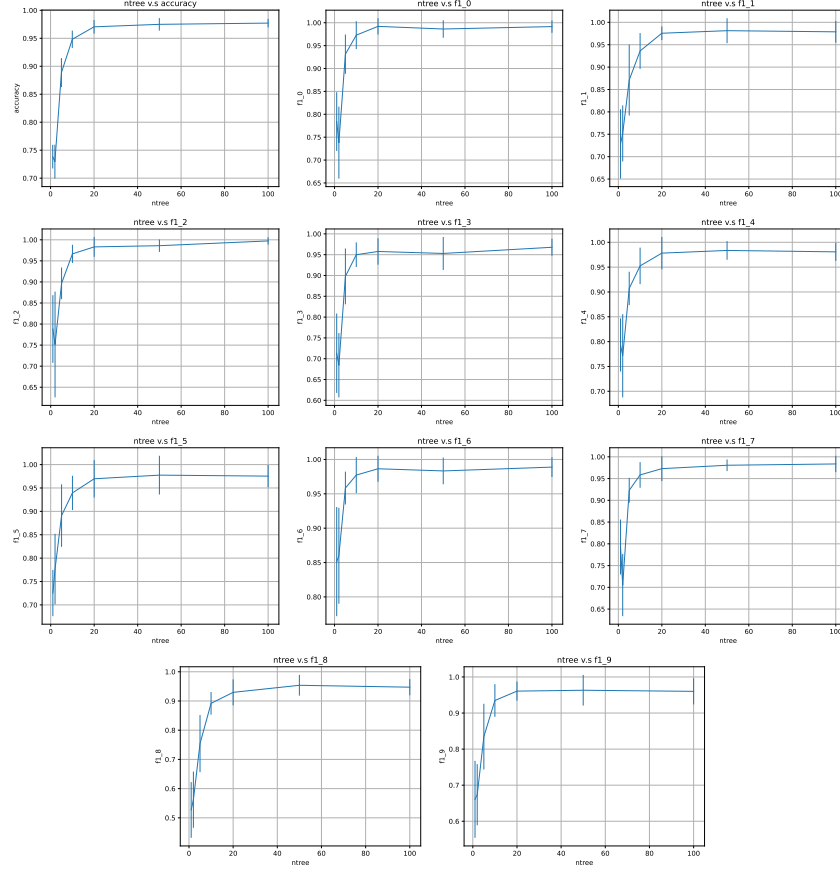 ntree v.s accuracy
accuracy
1.00
0.95
0.90
0.85
0.80
0.75
0.70
0 20 40 60 80 100
ntree
ntree v.s f1_0
f1_0
1.00
0.95
0.90
0.85
0.80
0.75
0.70
0.65
0 20 40 60 80 100
ntree
ntree v.s f1_1
f1_1
1.00
0.95
0.90
0.85
0.80
0.75
0.70
0.65
0 20 40 60 80 100
ntree
ntree v.s f1_2
f1_2
1.00
0.95
0.90
0.85
0.80
0.75
0.70
0.65
0 20 40 60 80 100
ntree
ntree v.s f1_3
f1_3
1.00
0.95
0.90
0.85
0.80
0.75
0.70
0.65
0.60
0 20 40 60 80 100
ntree
ntree v.s f1_4
f1_4
1.00
0.95
0.90
0.85
0.80
0.75
0.70
0 20 40 60 80 100
ntree
ntree v.s f1_5
f1_5
1.00
0.95
0.90
0.85
0.80
0.75
0.70
0 20 40 60 80 100
ntree
ntree v.s f1_6
f1_6
1.00
0.95
0.90
0.85
0.80
0 20 40 60 80 100
ntree
ntree v.s f1_7
f1_7
1.00
0.95
0.90
0.85
0.80
0.75
0.70
0.65
0 20 40 60 80 100
ntree
ntree v.s f1_8
f1_8
1.0
0.9
0.8
0.7
0.6
0.5
0 20 40 60 80 100
ntree
ntree v.s f1_9
f1_9
1.0
0.9
0.8
0.7
0.6
0 20 40 60 80 100
ntree